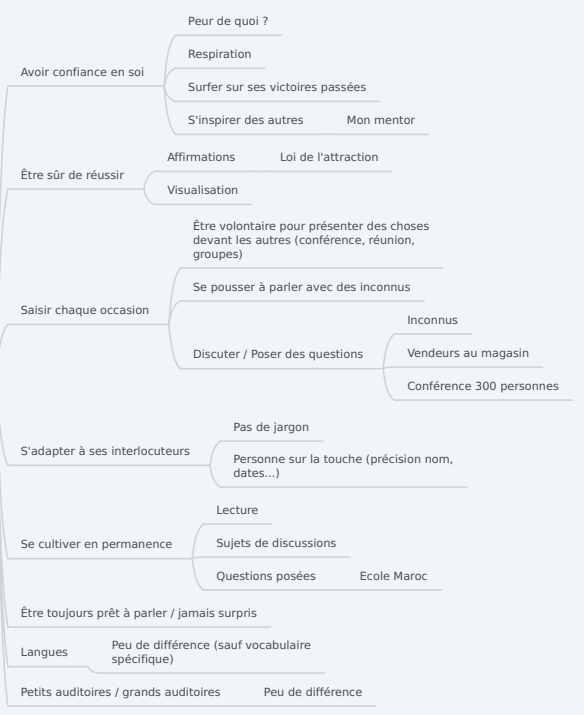 Peur de quoi ?
Respiration
Avoir confiance en soi
Surfer sur ses victoires passées
S'inspirer des autres Mon mentor
Affirmations Loi de l'attraction
Être sûr de réussir
Visualisation
Être volontaire pour présenter des choses
devant les autres (conférence, réunion,
groupes)
Se pousser à parler avec des inconnus
Saisir chaque occasion
Inconnus
Discuter / Poser des questions Vendeurs au magasin
Conférence 300 personnes
Pas de jargon
S'adapter à ses interlocuteurs
Personne sur la touche (précision nom,
dates...)
Lecture
Se cultiver en permanence Sujets de discussions
Questions posées Ecole Maroc
Être toujours prêt à parler / jamais surpris
Langues Peu de différence (sauf vocabulaire
spécifique)
Petits auditoires / grands auditoires Peu de différence